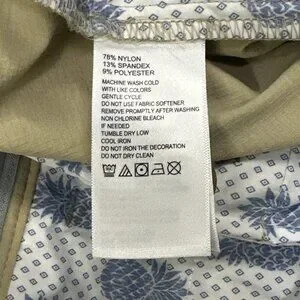 78% NYLON
13% SPANDEX
9% POLYESTER
MACHINE WASH COLD
WITH LIKE COLORS
GENTLE CYCLE
DO NOT USE FABRIC SOFTENER
REMOVE PROMPTLY AFTER WASHING
NON CHLORINE BLEACH
IF NEEDED
TUMBLE DRY LOW
COOL IRON
DO NOT IRON THE DECORATION
DO NOT DRY CLEAN